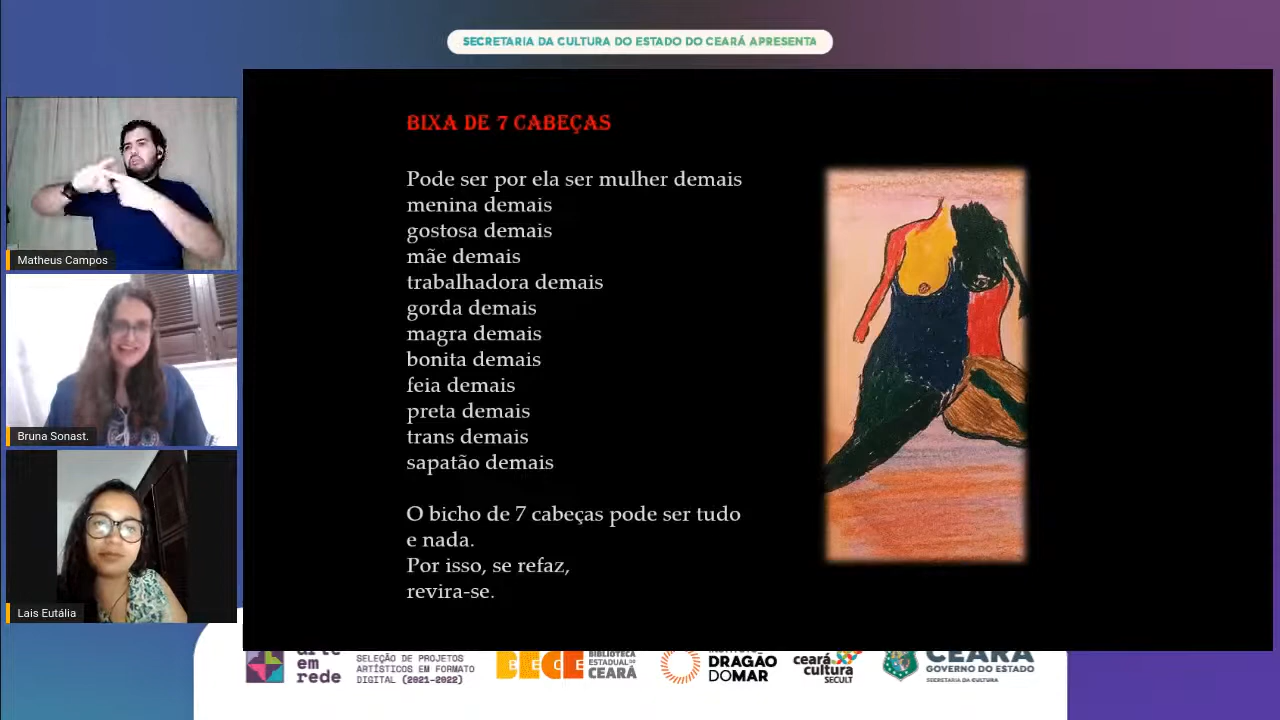 SECRETARIA DA CULTURA DO ESTADO DO CEARÁ APRESENTA
BIXA DE 7 CABEÇAS
Pode ser por ela ser mulher demais
menina demais
gostosa demais
mãe demais
trabalhadora demais
gorda demais
magra demais
bonita demais
feia demais
preta demais
trans demais
sapatão demais
O bicho de 7 cabeças pode ser tudo
e nada.
Por isso, se refaz,
revira-se.
Matheus Campos
Bruna Sonast.
Lais Eutália
arte
em
rede
SELEÇÃO DE PROJETOS
ARTÍSTICOS EM FORMATO
DIGITAL (2021-2022)
BECE
BIBLIOTECA
ESTADUAL DO
CEARÁ
DRAGÃO
DO MAR
ceará
cultura
SECULT
CEARÁ
GOVERNO DO ESTADO
SECRETARIA DA CULTURA